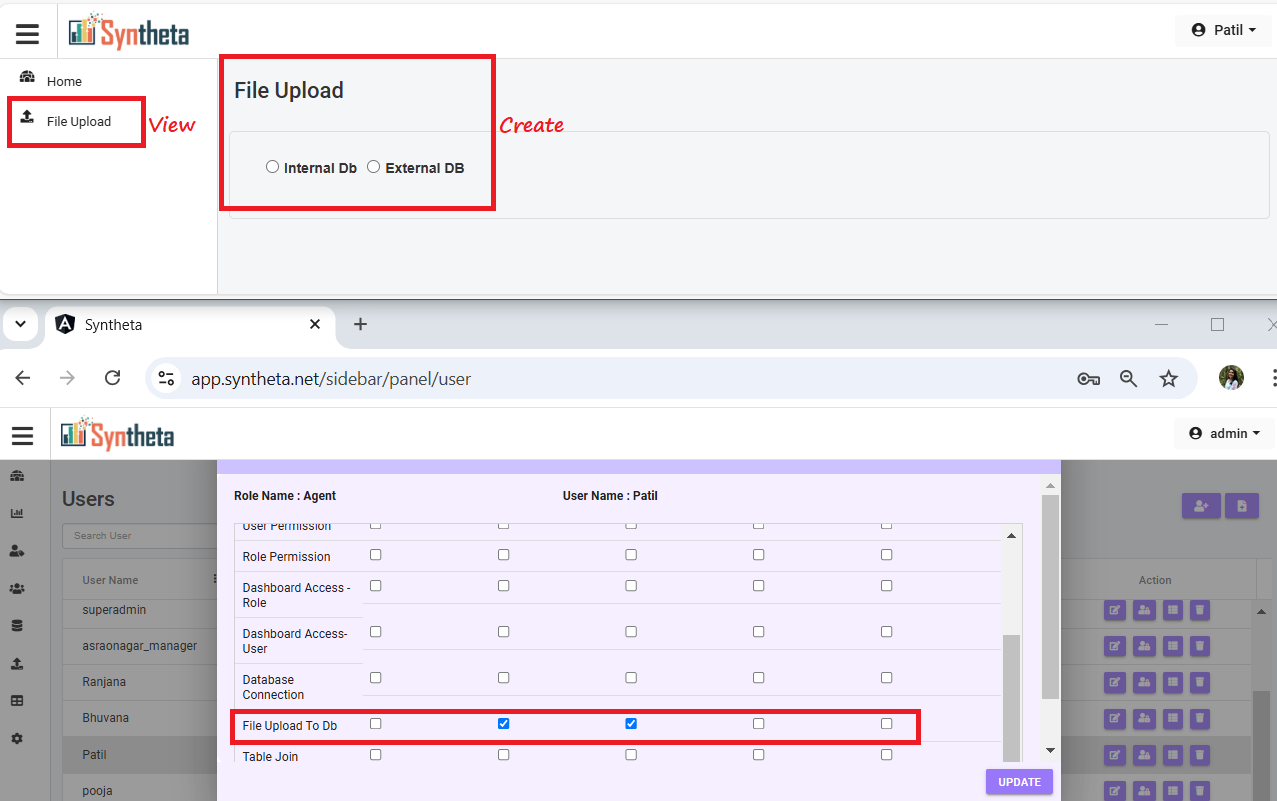 Syntheta
Patil
Home
File Upload
View
File Upload
Create
Internal Db
External DB
Syntheta
app.syntheta.net/sidebar/panel/user
Syntheta
admin
Users
Search User
User Name
Action
superadmin
asraonagar_manager
Ranjana
Bhuvana
Patil
pooja
Role Name : Agent
User Name : Patil
User Permission
Role Permission
Dashboard Access -
Role
Dashboard Access-
User
Database
Connection
File Upload To Db
Table Join
UPDATE